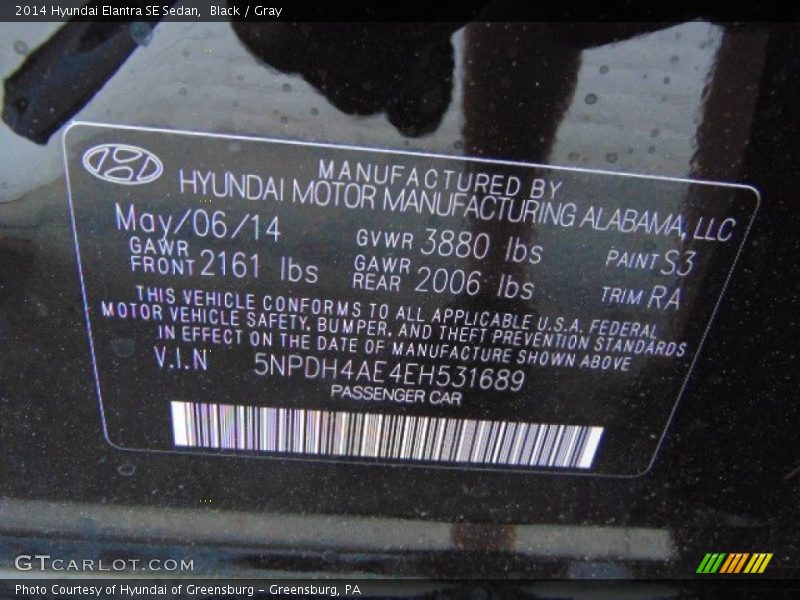 2014 Hyundai Elantra SE Sedan, Black / Gray
MANUFACTURED BY
HYUNDAI MOTOR MANUFACTURING ALABAMA, LLC
May/06/14 GVWR 3880 lbs PAINT S3
GAWR FRONT 2161 lbs GAWR REAR 2006 lbs TRIM RA
THIS VEHICLE CONFORMS TO ALL APPLICABLE U.S.A. FEDERAL
MOTOR VEHICLE SAFETY, BUMPER, AND THEFT PREVENTION STANDARDS
IN EFFECT ON THE DATE OF MANUFACTURE SHOWN ABOVE
V.I.N 5NPDH4AE4EH531689
PASSENGER CAR
GTCARLOT.COM
Photo Courtesy of Hyundai of Greensburg - Greensburg, PA